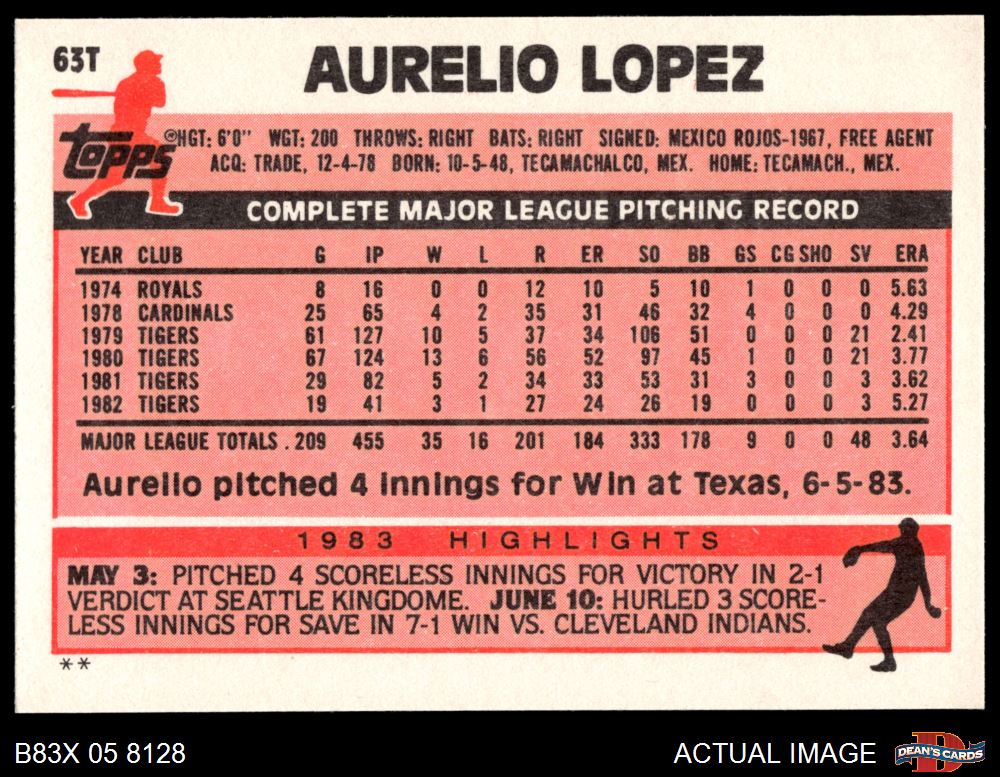 63T
AURELIO LOPEZ
topps
®HGT: 6'0" WGT: 200 THROWS: RIGHT BATS: RIGHT SIGNED: MEXICO ROJOS-1967, FREE AGENT
ACQ: TRADE, 12-4-78 BORN: 10-5-48, TECAMACHALCO, MEX. HOME: TECAMACH., MEX.
COMPLETE MAJOR LEAGUE PITCHING RECORD
YEAR CLUB G IP W L R ER SO BB GS CG SHO SV ERA
1974 ROYALS 8 16 0 0 12 10 5 10 1 0 0 0 5.63
1978 CARDINALS 25 65 4 2 35 31 46 32 4 0 0 0 4.29
1979 TIGERS 61 127 10 5 37 34 106 51 0 0 0 21 2.41
1980 TIGERS 67 124 13 6 56 52 97 45 1 0 0 21 3.77
1981 TIGERS 29 82 5 2 34 33 53 31 3 0 0 3 3.62
1982 TIGERS 19 41 3 1 27 24 26 19 0 0 0 3 5.27
MAJOR LEAGUE TOTALS . 209 455 35 16 201 184 333 178 9 0 0 48 3.64
Aurelio pitched 4 innings for Win at Texas, 6-5-83.
1983 HIGHLIGHTS
MAY 3: PITCHED 4 SCORELESS INNINGS FOR VICTORY IN 2-1
VERDICT AT SEATTLE KINGDOME. JUNE 10: HURLED 3 SCORE-
LESS INNINGS FOR SAVE IN 7-1 WIN VS. CLEVELAND INDIANS.
**
B83X 05 8128
ACTUAL IMAGE
D
DEAN'S CARDS